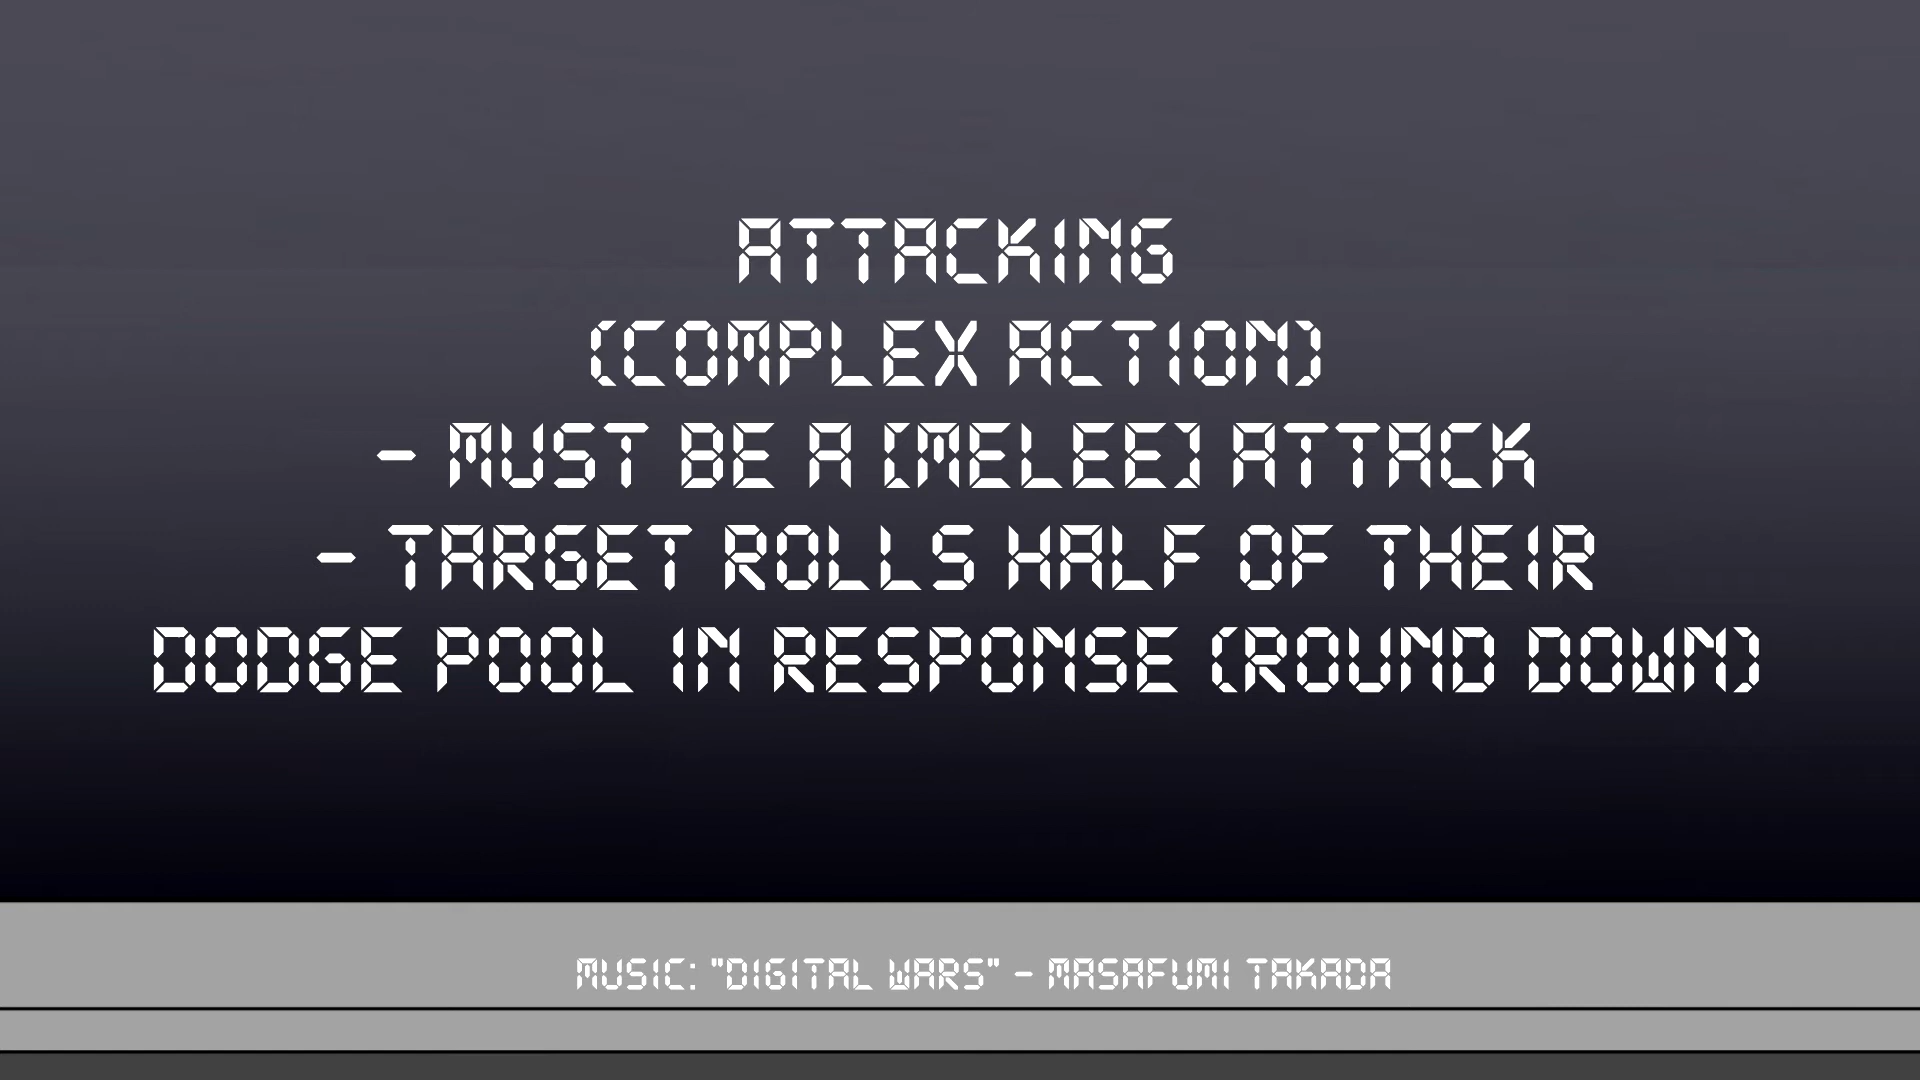 ATTACKING
(COMPLEX ACTION)
- MUST BE A [MELEE] ATTACK
- TARGET ROLLS HALF OF THEIR
DODGE POOL IN RESPONSE (ROUND DOWN)
MUSIC: "DIGITAL WARS" - MASAFUMI TAKADA